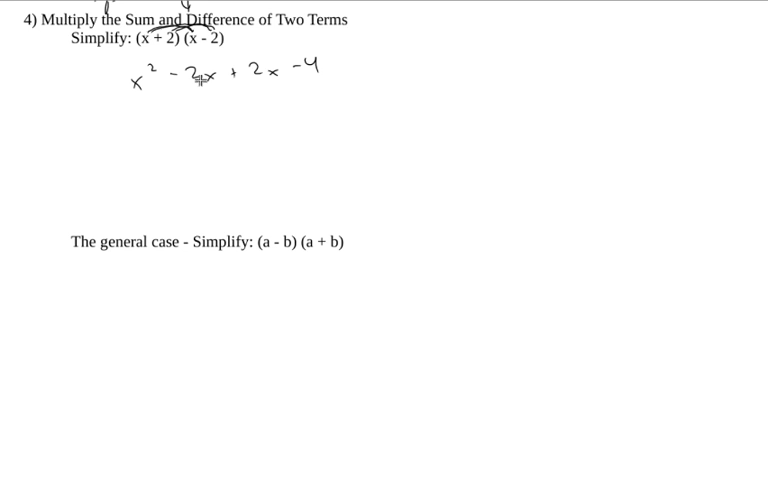 4) Multiply the Sum and Difference of Two Terms
Simplify: (x + 2) (x - 2)
x² - 2x + 2x - 4
The general case - Simplify: (a - b) (a + b)